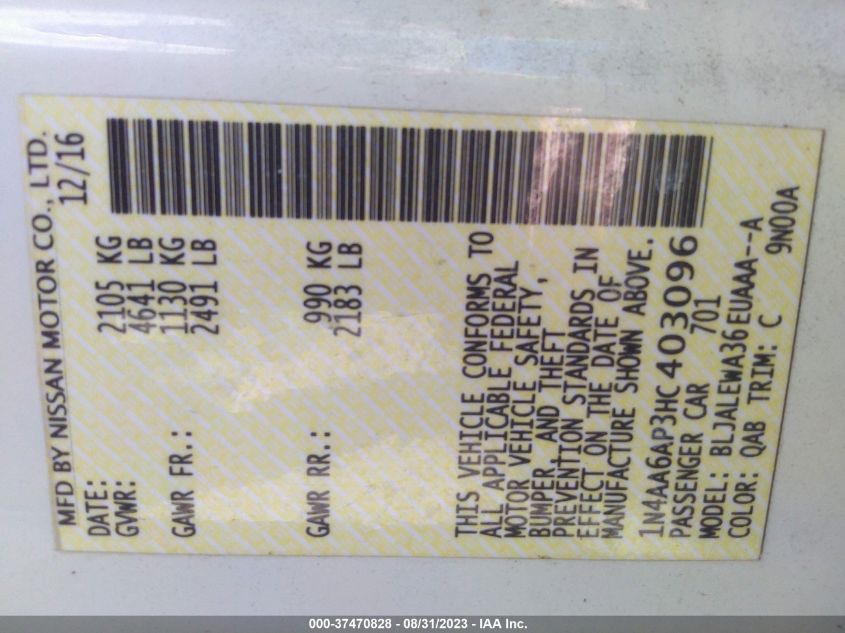 MFD BY NISSAN MOTOR CO., LTD.
DATE: 12/16
GVWR: 2105 KG
4641 LB
GAWR FR.: 1130 KG
2491 LB
GAWR RR.: 990 KG
2183 LB
THIS VEHICLE CONFORMS TO
ALL APPLICABLE FEDERAL
MOTOR VEHICLE SAFETY,
BUMPER, AND THEFT
PREVENTION STANDARDS IN
EFFECT ON THE DATE OF
MANUFACTURE SHOWN ABOVE.
1N4AA6AP3HC403096
PASSENGER CAR 701
MODEL: BLJALEWA36EUAAA--A
COLOR: QAB TRIM: C 9N00A
000-37470828 - 08/31/2023 - IAA Inc.